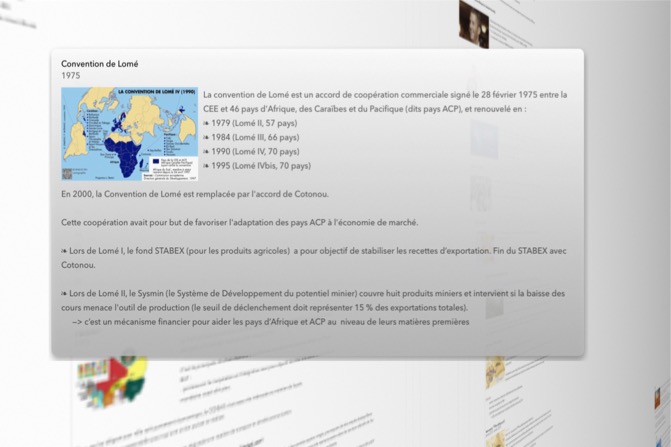 Convention de Lomé
1975
LA CONVENTION DE LOMÉ IV (1990)
La convention de Lomé est un accord de coopération commerciale signé le 28 février 1975 entre la
CEE et 46 pays d'Afrique, des Caraïbes et du Pacifique (dits pays ACP), et renouvelé en :
❧ 1979 (Lomé II, 57 pays)
❧ 1984 (Lomé III, 66 pays)
❧ 1990 (Lomé IV, 70 pays)
❧ 1995 (Lomé IVbis, 70 pays)
En 2000, la Convention de Lomé est remplacée par l'accord de Cotonou.
Cette coopération avait pour but de favoriser l'adaptation des pays ACP à l'économie de marché.
❧ Lors de Lomé I, le fond STABEX (pour les produits agricoles) a pour objectif de stabiliser les recettes d'exportation. Fin du STABEX avec
Cotonou.
❧ Lors de Lomé II, le Sysmin (le Système de Développement du potentiel minier) couvre huit produits miniers et intervient si la baisse des
cours menace l'outil de production (le seuil de déclenchement doit représenter 15 % des exportations totales).
--> c'est un mécanisme financier pour aider les pays d'Afrique et ACP au niveau de leurs matières premières